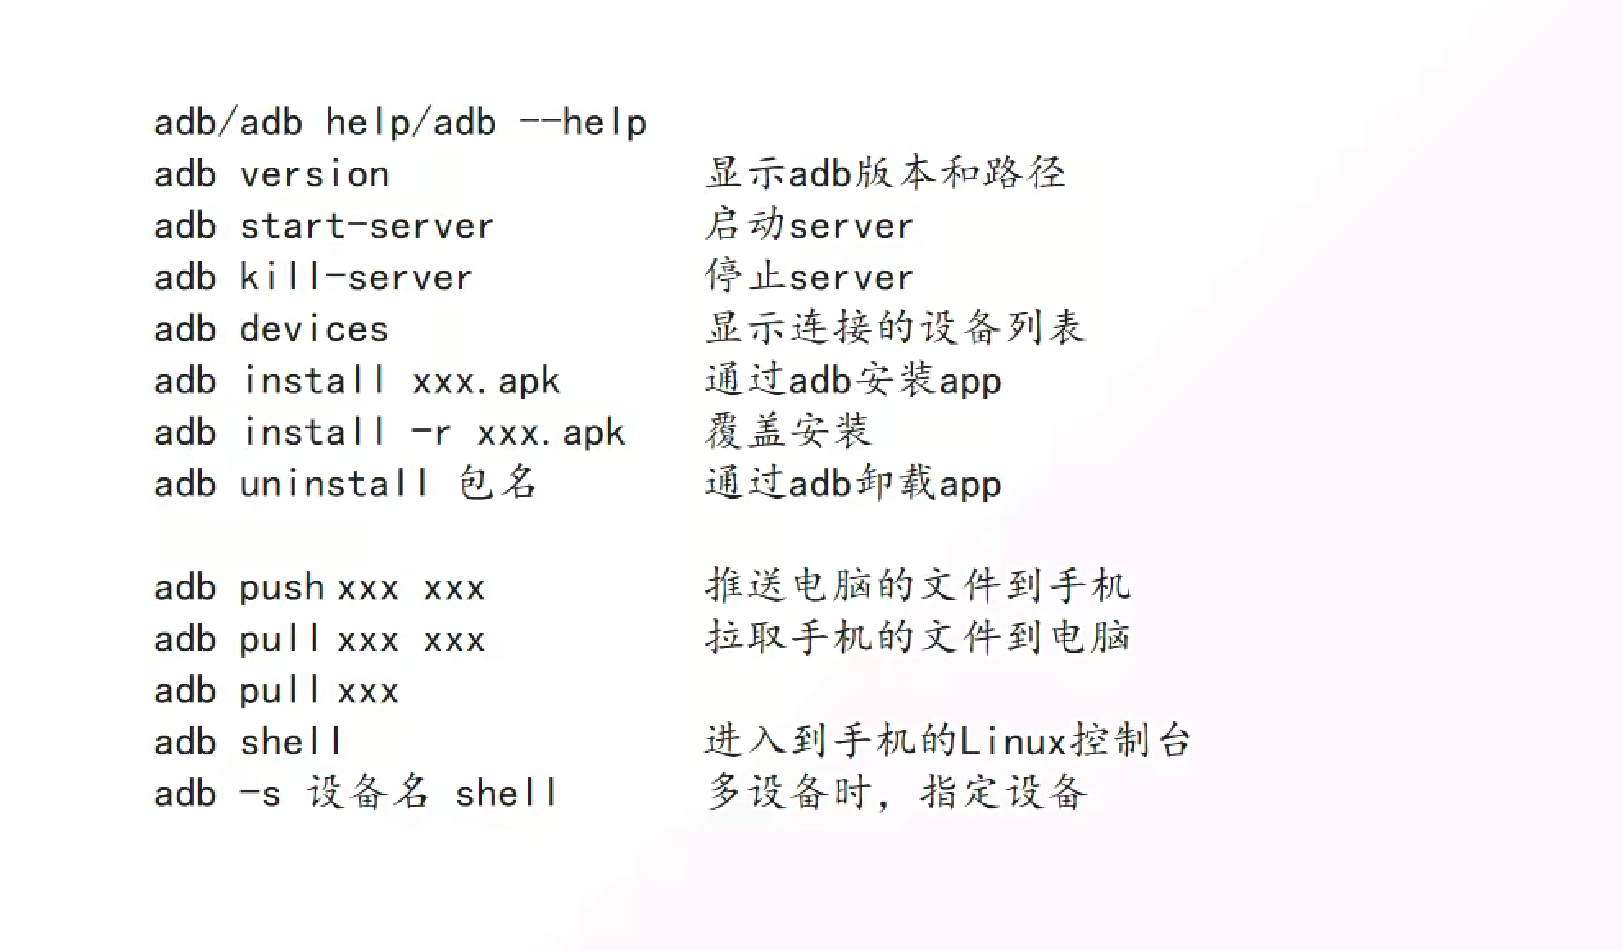 adb/adb help/adb --help
adb version 显示adb版本和路径
adb start-server 启动server
adb kill-server 停止server
adb devices 显示连接的设备列表
adb install xxx.apk 通过adb安装app
adb install -r xxx.apk 覆盖安装
adb uninstall 包名 通过adb卸载app
adb push xxx xxx 推送电脑的文件到手机
adb pull xxx xxx 拉取手机的文件到电脑
adb pull xxx
adb shell 进入到手机的Linux控制台
adb -s 设备名 shell 多设备时，指定设备